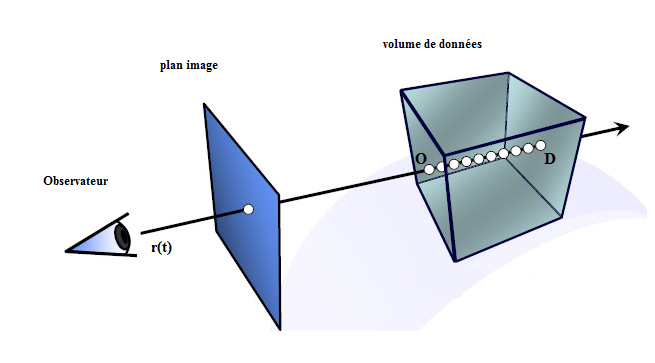 volume de données
plan image
O
D
Observateur
r(t)